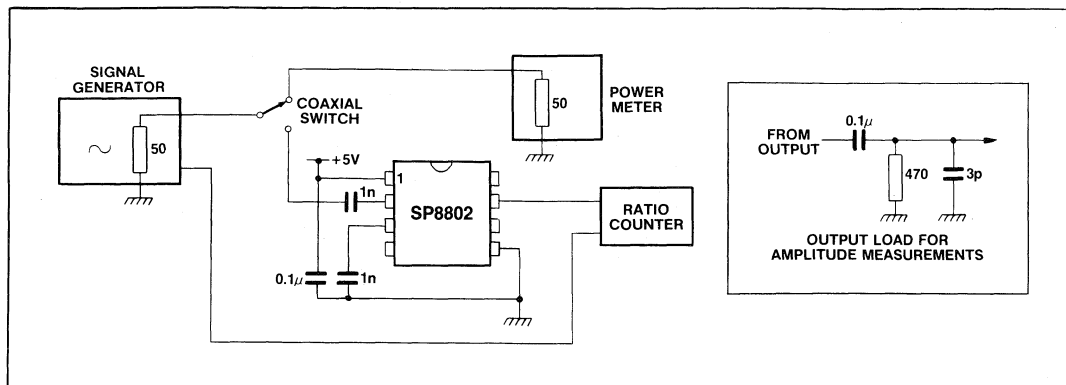 SIGNAL
GENERATOR
50
COAXIAL
SWITCH
50
POWER
METER
+5V
1
1n
SP8802
0.1μ
1n
RATIO
COUNTER
0.1μ
FROM
OUTPUT
470
3p
OUTPUT LOAD FOR
AMPLITUDE MEASUREMENTS